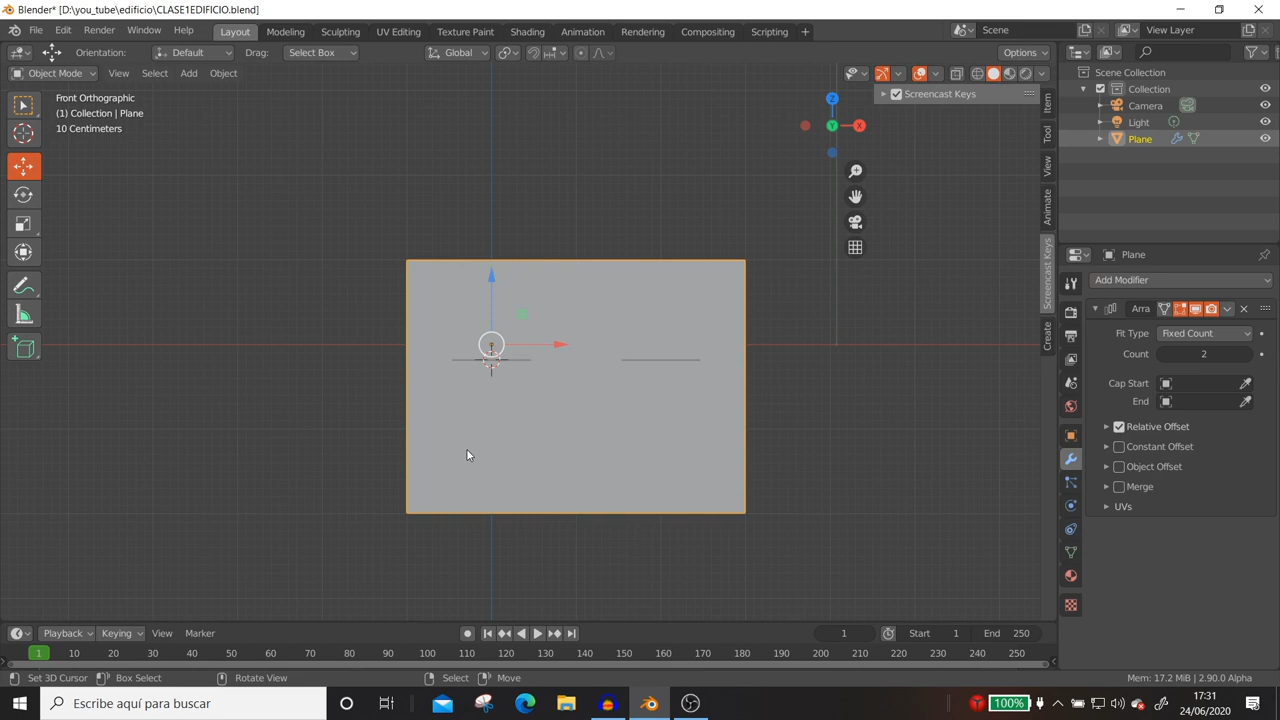 Blender* [D:\you_tube\edificio\CLASE1EDIFICIO.blend]
File Edit Render Window Help Layout Modeling Sculpting UV Editing Texture Paint Shading Animation Rendering Compositing Scripting + Scene View Layer
Orientation: Default Drag: Select Box Global Options
Object Mode View Select Add Object
Front Orthographic
(1) Collection | Plane
10 Centimeters
Screencast Keys
Z
Y
X
Item
Tool
View
Animate
Screencast Keys
Create
Scene Collection
Collection
Camera
Light
Plane
Plane
Add Modifier
Arra
Fit Type Fixed Count
Count 2
Cap Start
End
Relative Offset
Constant Offset
Object Offset
Merge
UVs
Playback Keying View Marker 1 Start 1 End 250
1 10 20 30 40 50 60 70 80 90 100 110 120 130 140 150 160 170 180 190 200 210 220 230 240 250
Set 3D Cursor Box Select Rotate View Select Move Mem: 17.2 MiB | 2.90.0 Alpha
Escribe aquí para buscar
100%
17:31
24/06/2020